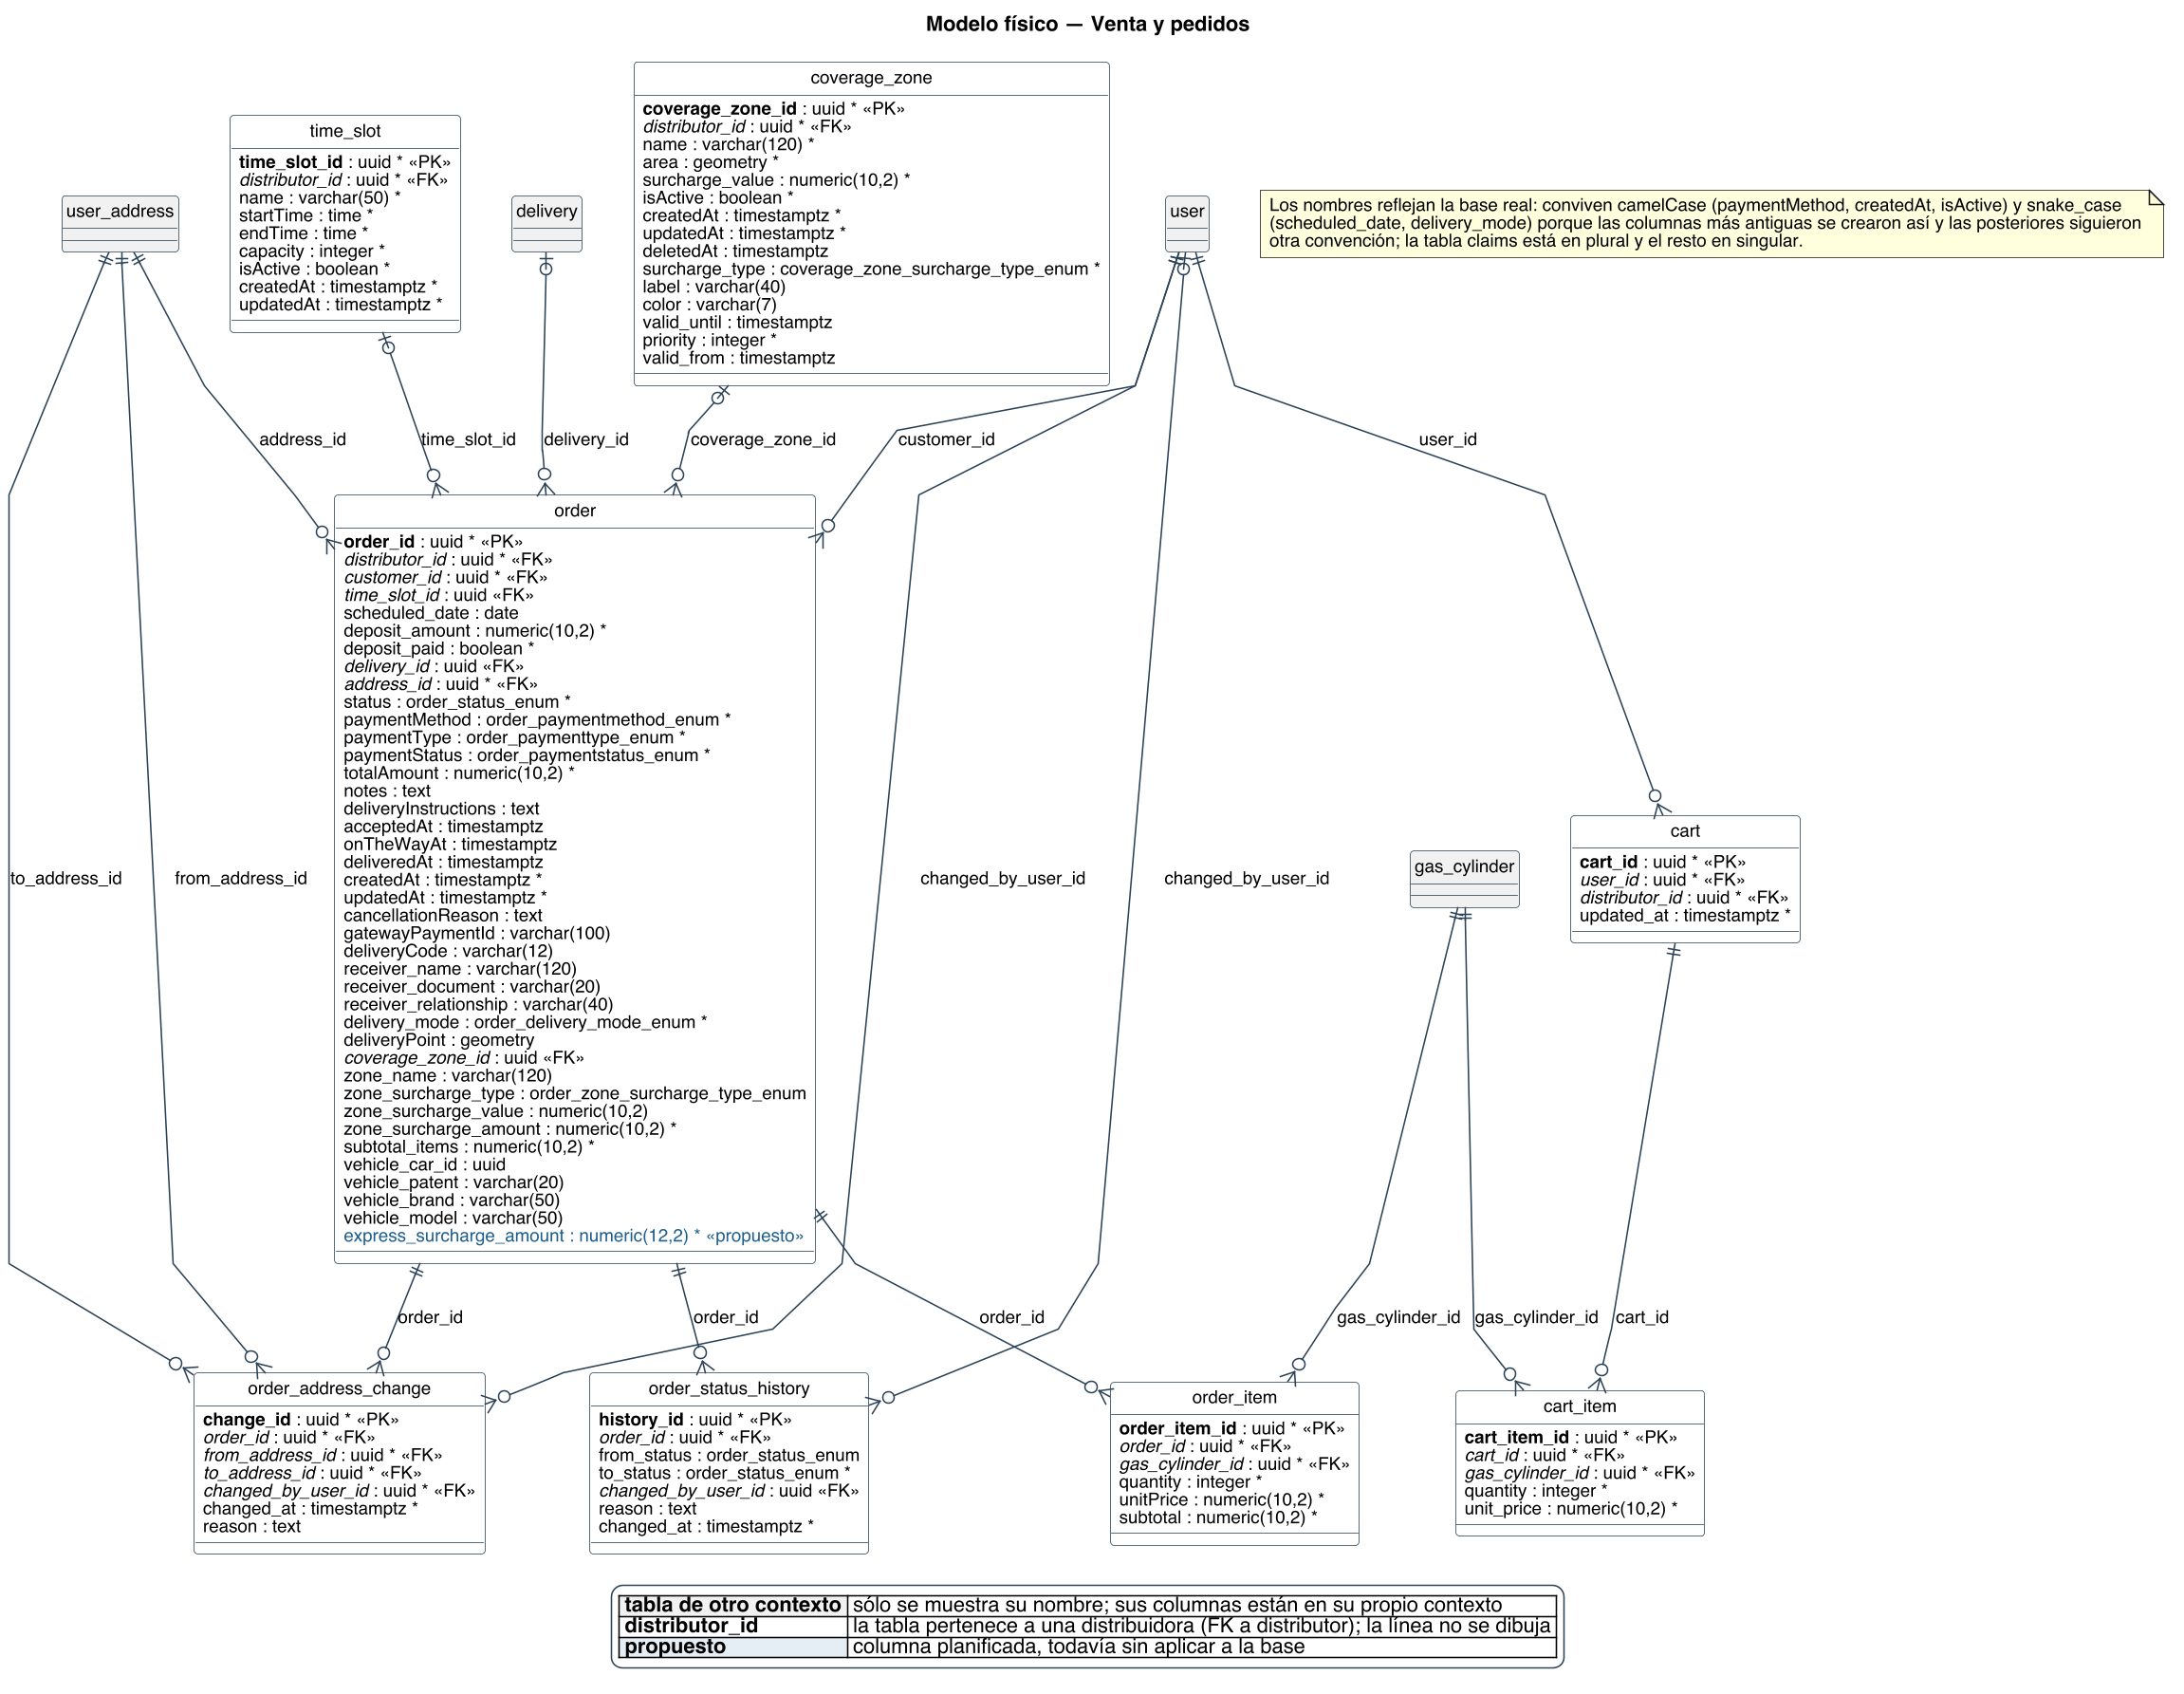 Modelo físico — Venta y pedidos
coverage_zone
coverage_zone_id : uuid * «PK»
distributor_id : uuid * «FK»
name : varchar(120) *
area : geometry *
surcharge_value : numeric(10,2) *
isActive : boolean *
createdAt : timestamptz *
updatedAt : timestamptz *
deletedAt : timestamptz
surcharge_type : coverage_zone_surcharge_type_enum *
label : varchar(40)
color : varchar(7)
valid_until : timestamptz
priority : integer *
valid_from : timestamptz
time_slot
time_slot_id : uuid * «PK»
distributor_id : uuid * «FK»
name : varchar(50) *
startTime : time *
endTime : time *
capacity : integer *
isActive : boolean *
createdAt : timestamptz *
updatedAt : timestamptz *
user_address
delivery
user
Los nombres reflejan la base real: conviven camelCase (paymentMethod, createdAt, isActive) y snake_case
(scheduled_date, delivery_mode) porque las columnas más antiguas se crearon así y las posteriores siguieron
otra convención; la tabla claims está en plural y el resto en singular.
address_id
time_slot_id
delivery_id
coverage_zone_id
customer_id
user_id
order
order_id : uuid * «PK»
distributor_id : uuid * «FK»
customer_id : uuid * «FK»
time_slot_id : uuid «FK»
scheduled_date : date
deposit_amount : numeric(10,2) *
deposit_paid : boolean *
delivery_id : uuid «FK»
address_id : uuid * «FK»
status : order_status_enum *
paymentMethod : order_paymentmethod_enum *
paymentType : order_paymenttype_enum *
paymentStatus : order_paymentstatus_enum *
totalAmount : numeric(10,2) *
notes : text
deliveryInstructions : text
acceptedAt : timestamptz
onTheWayAt : timestamptz
deliveredAt : timestamptz
createdAt : timestamptz *
updatedAt : timestamptz *
cancellationReason : text
gatewayPaymentId : varchar(100)
deliveryCode : varchar(12)
receiver_name : varchar(120)
receiver_document : varchar(20)
receiver_relationship : varchar(40)
delivery_mode : order_delivery_mode_enum *
deliveryPoint : geometry
coverage_zone_id : uuid «FK»
zone_name : varchar(120)
zone_surcharge_type : order_zone_surcharge_type_enum
zone_surcharge_value : numeric(10,2)
zone_surcharge_amount : numeric(10,2) *
subtotal_items : numeric(10,2) *
vehicle_car_id : uuid
vehicle_patent : varchar(20)
vehicle_brand : varchar(50)
vehicle_model : varchar(50)
express_surcharge_amount : numeric(12,2) * «propuesto»
to_address_id
from_address_id
changed_by_user_id
changed_by_user_id
gas_cylinder
cart
cart_id : uuid * «PK»
user_id : uuid * «FK»
distributor_id : uuid * «FK»
updated_at : timestamptz *
order_id
order_id
order_id
gas_cylinder_id
gas_cylinder_id
cart_id
order_address_change
change_id : uuid * «PK»
order_id : uuid * «FK»
from_address_id : uuid * «FK»
to_address_id : uuid * «FK»
changed_by_user_id : uuid * «FK»
changed_at : timestamptz *
reason : text
order_status_history
history_id : uuid * «PK»
order_id : uuid * «FK»
from_status : order_status_enum
to_status : order_status_enum *
changed_by_user_id : uuid «FK»
reason : text
changed_at : timestamptz *
order_item
order_item_id : uuid * «PK»
order_id : uuid * «FK»
gas_cylinder_id : uuid * «FK»
quantity : integer *
unitPrice : numeric(10,2) *
subtotal : numeric(10,2) *
cart_item
cart_item_id : uuid * «PK»
cart_id : uuid * «FK»
gas_cylinder_id : uuid * «FK»
quantity : integer *
unit_price : numeric(10,2) *
tabla de otro contexto sólo se muestra su nombre; sus columnas están en su propio contexto
distributor_id la tabla pertenece a una distribuidora (FK a distributor); la línea no se dibuja
propuesto columna planificada, todavía sin aplicar a la base